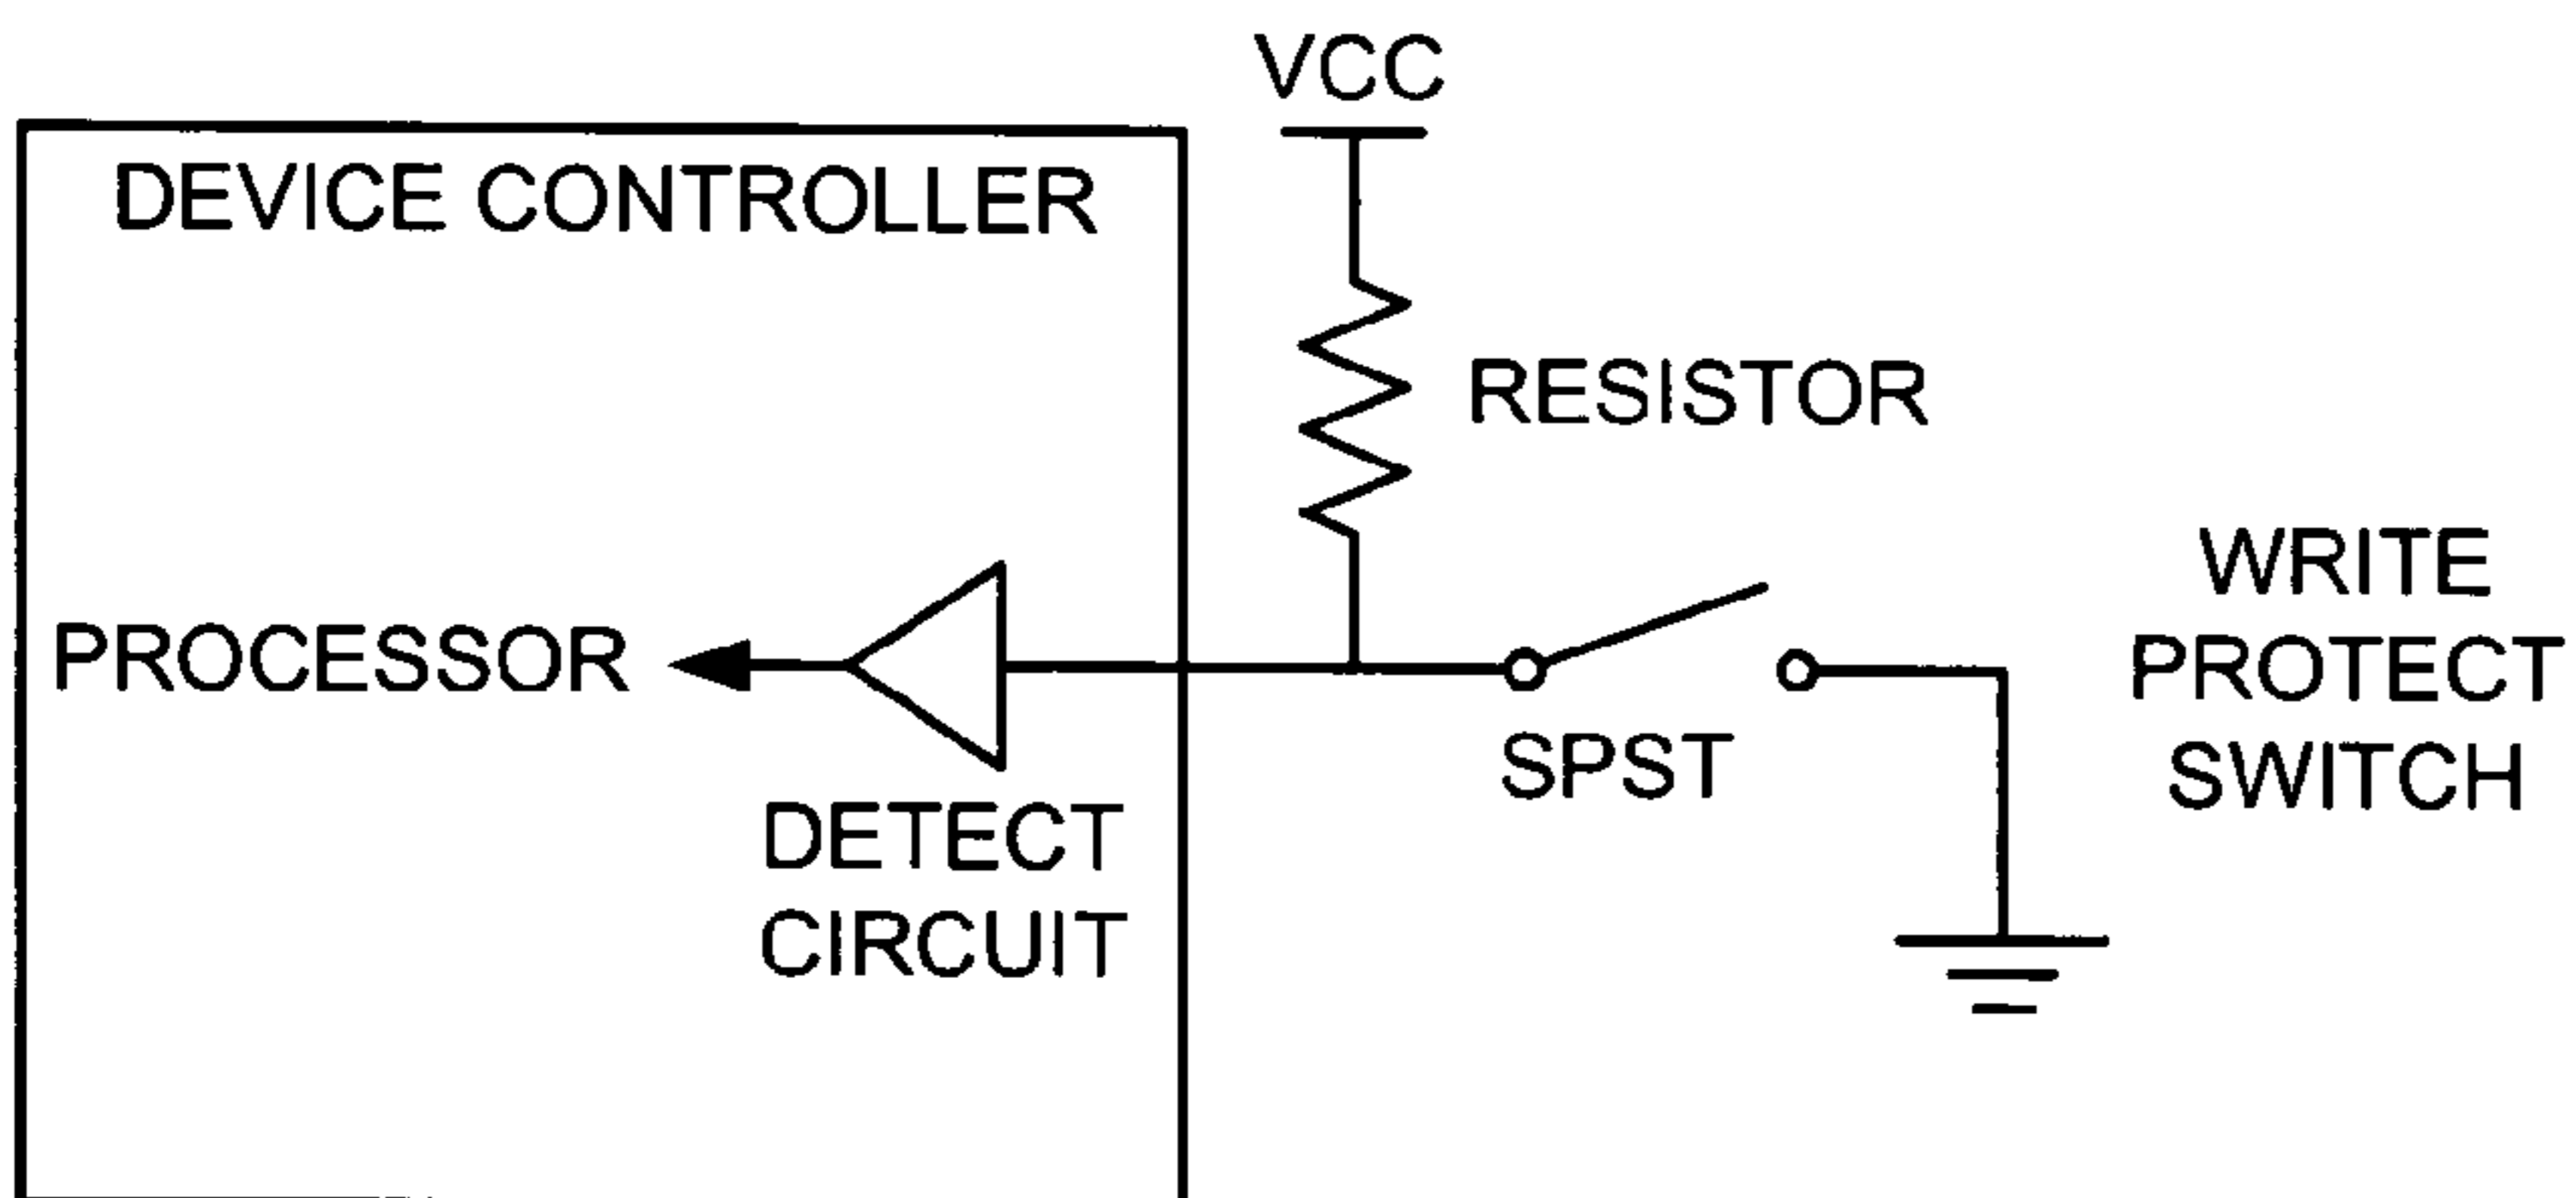 VCC
DEVICE CONTROLLER
RESISTOR
PROCESSOR
DETECT
CIRCUIT
SPST
WRITE
PROTECT
SWITCH